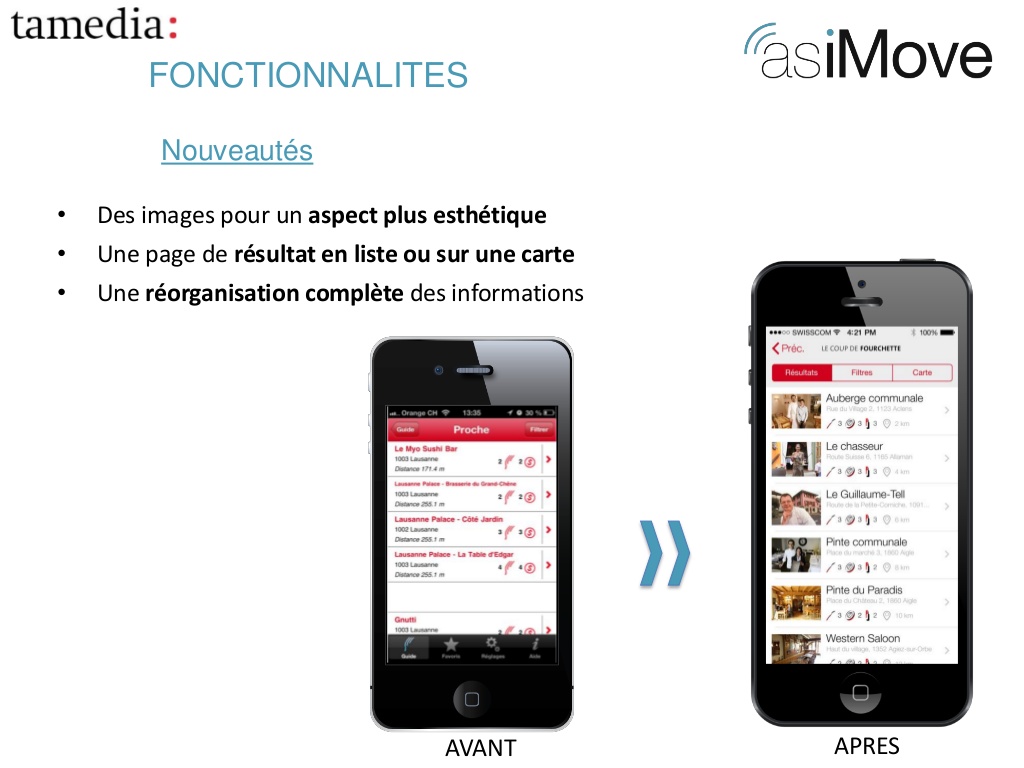 tamedia:
asiMove
FONCTIONNALITES
Nouveautés
• Des images pour un aspect plus esthétique
• Une page de résultat en liste ou sur une carte
• Une réorganisation complète des informations
Orange CH 13:35 30 %
Guide Proche Filtrer
Le Myo Sushi Bar
1003 Lausanne
2 2
Distance 171.4 m
Lausanne Palace - Brasserie du Grand-Chêne
1003 Lausanne
2 2
Distance 255.1 m
Lausanne Palace - Côté Jardin
1002 Lausanne
3 3
Distance 255.1 m
Lausanne Palace - La Table d'Edgar
1003 Lausanne
4 4
Distance 255.1 m
Gnutti
1003 Lausanne
2 2
Guide Favoris Réglages Aide
AVANT
SWISSCOM 4:21 PM 100%
Préc. LE COUP DE FOURCHETTE
Résultats Filtres Carte
Auberge communale
Rue du Village 2, 1123 Aclens
3 3 3 2 km
Le chasseur
Route Suisse 6, 1165 Allaman
3 3 3 4 km
Le Guillaume-Tell
Route de la Petite-Corniche, 1091...
3 3 3 6 km
Pinte communale
Place du marché 3, 1860 Aigle
3 3 2 8 km
Pinte du Paradis
Place du Château 2, 1860 Aigle
3 2 2 10 km
Western Saloon
Haut du village, 1352 Agiez-sur-Orbe
APRES